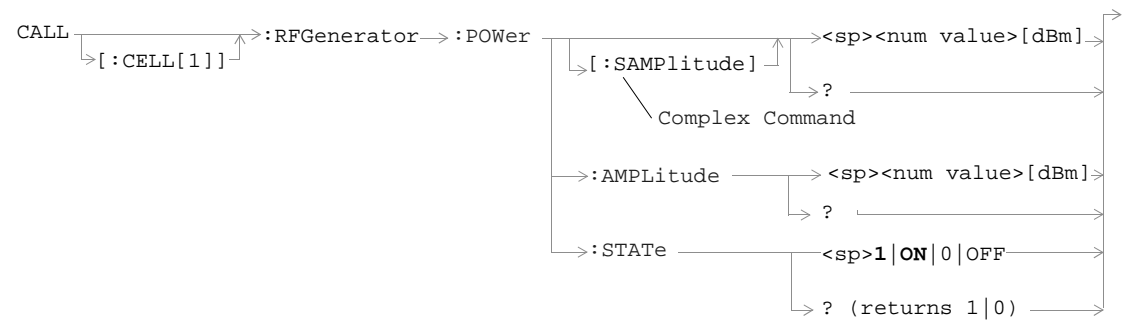 CALL :RFGenerator :POWer <sp><num value>[dBm]
[:CELL[1]] [:SAMPlitude]
?
Complex Command
:AMPLitude <sp><num value>[dBm]
?
:STATe <sp>1|ON|0|OFF
? (returns 1|0)